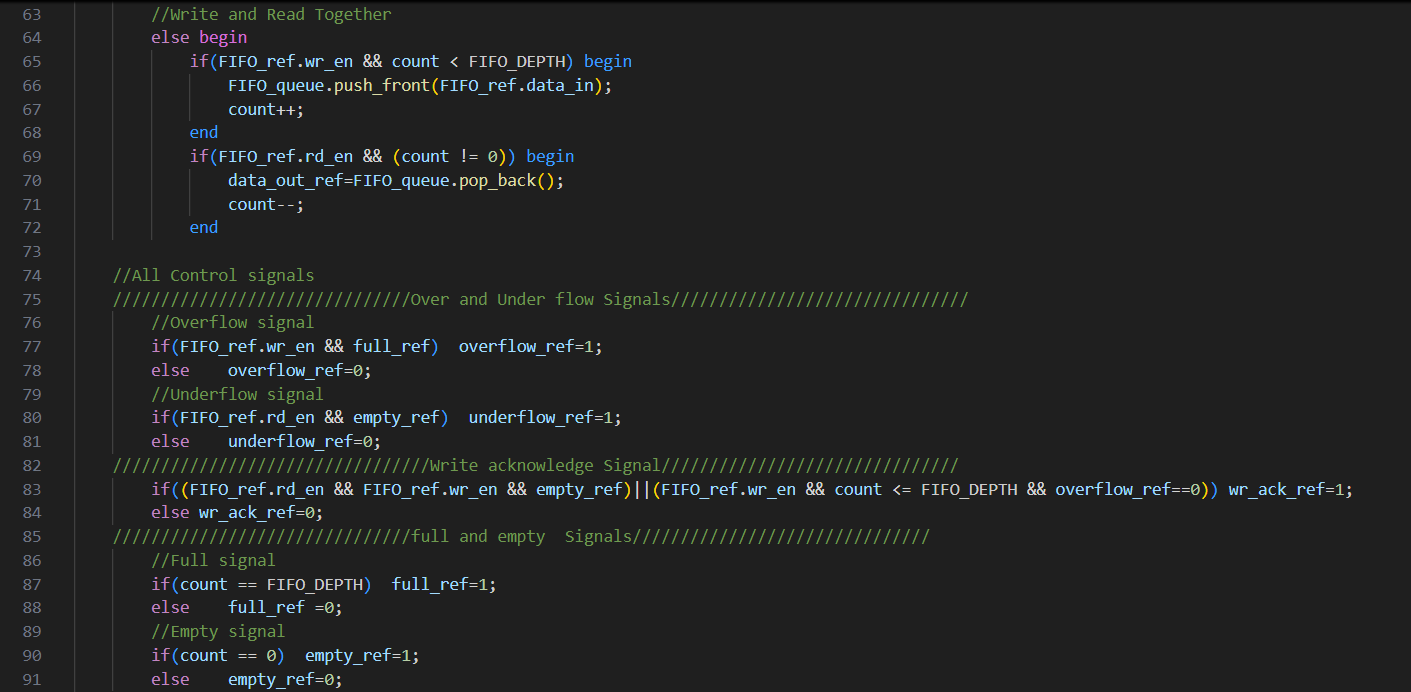 63 //Write and Read Together
64 else begin
65 if(FIFO_ref.wr_en && count < FIFO_DEPTH) begin
66 FIFO_queue.push_front(FIFO_ref.data_in);
67 count++;
68 end
69 if(FIFO_ref.rd_en && (count != 0)) begin
70 data_out_ref=FIFO_queue.pop_back();
71 count--;
72 end
73
74 //All Control signals
75 ///////////////////////////////Over and Under flow Signals///////////////////////////////
76 //Overflow signal
77 if(FIFO_ref.wr_en && full_ref)  overflow_ref=1;
78 else    overflow_ref=0;
79 //Underflow signal
80 if(FIFO_ref.rd_en && empty_ref)  underflow_ref=1;
81 else    underflow_ref=0;
82 /////////////////////////////////Write acknowledge Signal///////////////////////////////
83 if((FIFO_ref.rd_en && FIFO_ref.wr_en && empty_ref)||(FIFO_ref.wr_en && count <= FIFO_DEPTH && overflow_ref==0)) wr_ack_ref=1;
84 else wr_ack_ref=0;
85 ///////////////////////////////full and empty  Signals///////////////////////////////
86 //Full signal
87 if(count == FIFO_DEPTH)  full_ref=1;
88 else    full_ref =0;
89 //Empty signal
90 if(count == 0)  empty_ref=1;
91 else    empty_ref=0;